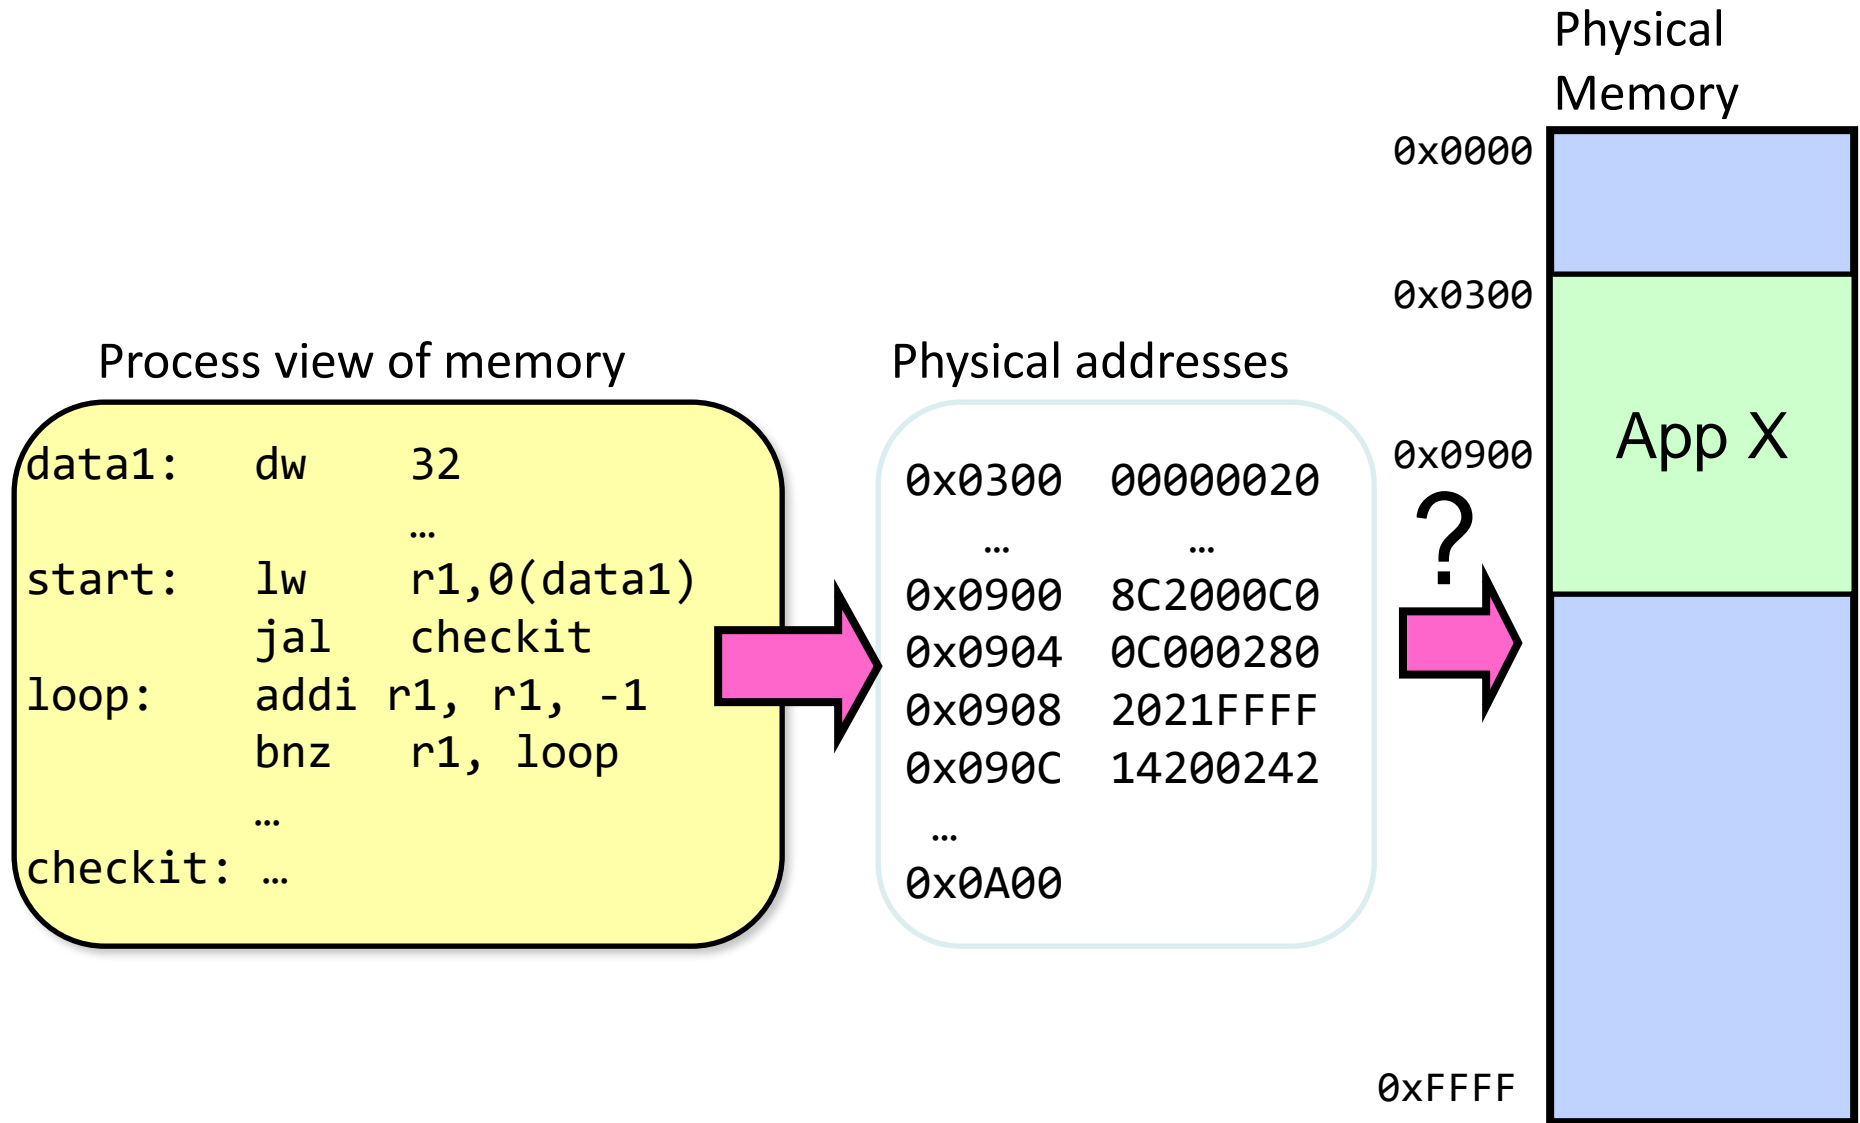 Physical
Memory
0x0000
0x0300
0x0900
App X
?
0xFFFF
Process view of memory
data1: dw 32
…
start: lw r1,0(data1)
jal checkit
loop: addi r1, r1, -1
bnz r1, loop
…
checkit: …
Physical addresses
0x0300 00000020
… …
0x0900 8C2000C0
0x0904 0C000280
0x0908 2021FFFF
0x090C 14200242
…
0x0A00